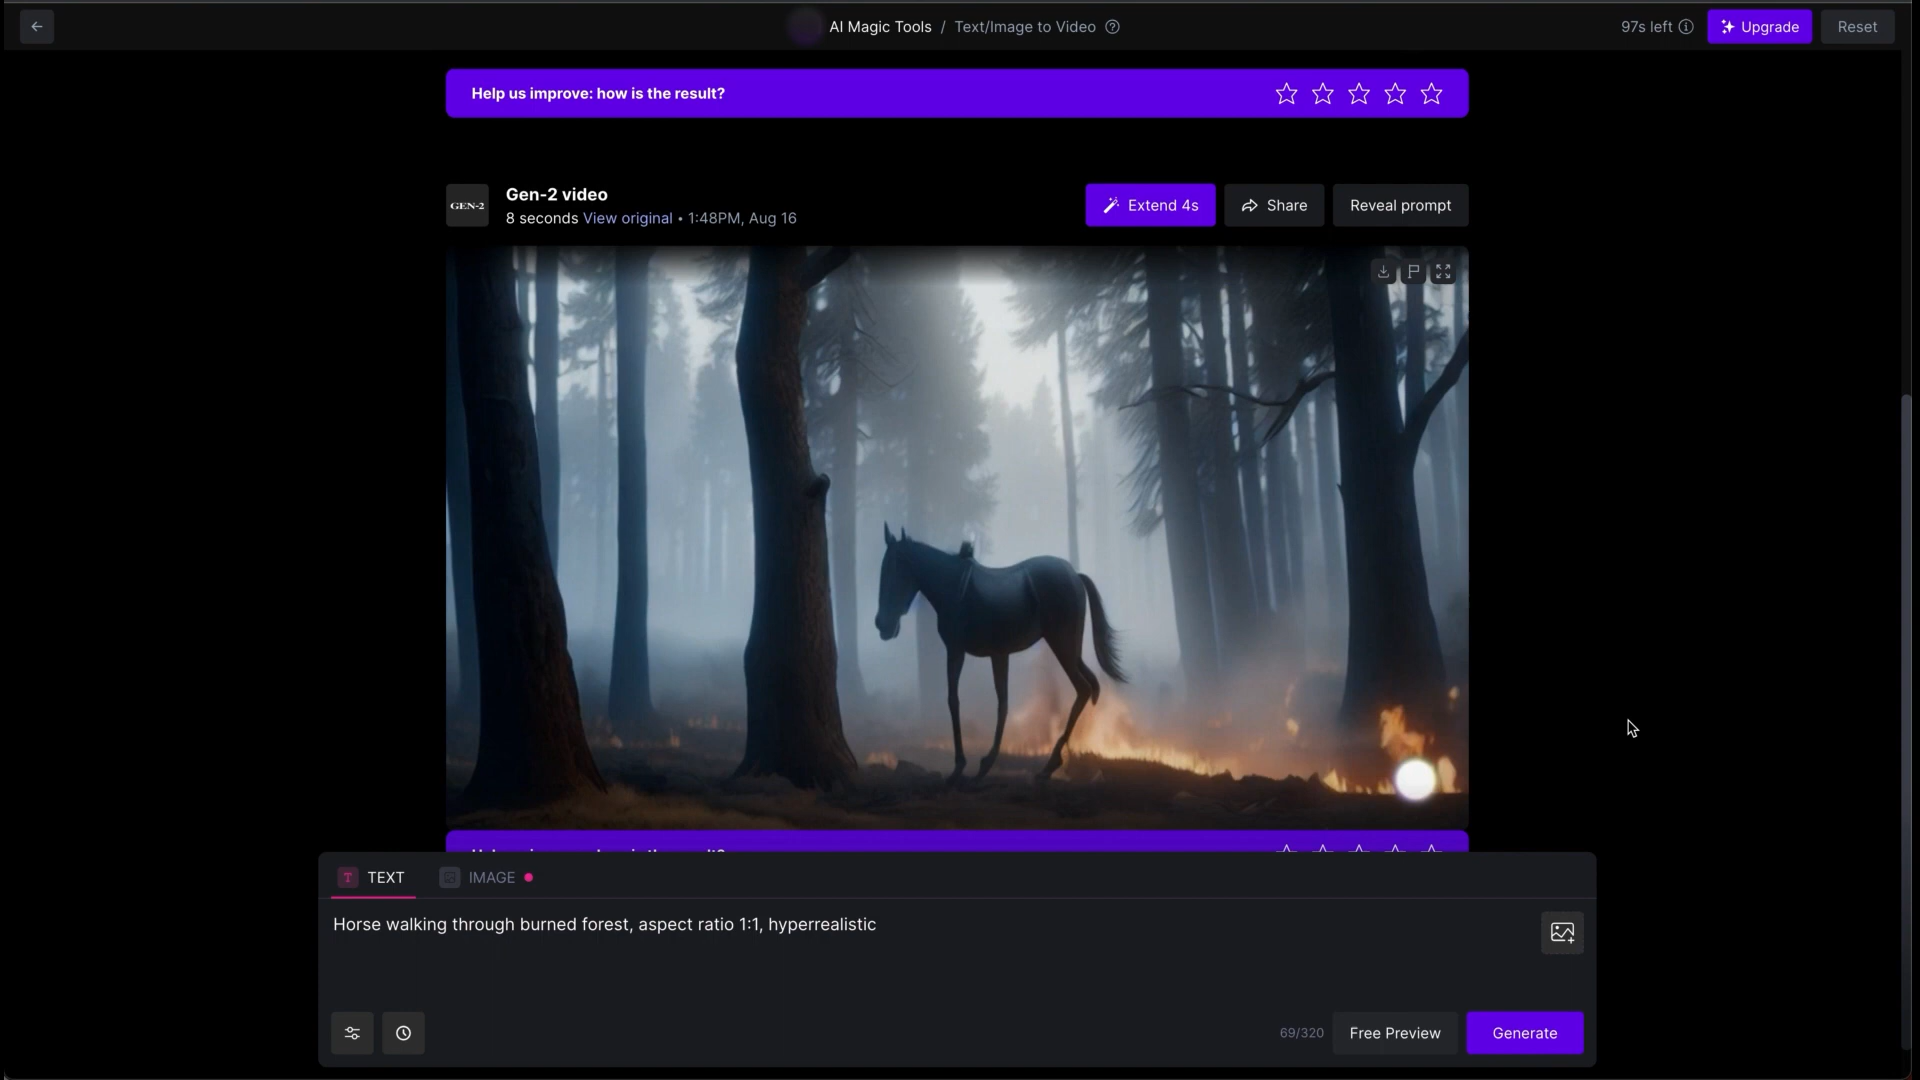 AI Magic Tools / Text/Image to Video
97s left
Upgrade
Reset
Help us improve: how is the result?
GEN-2
Gen-2 video
8 seconds View original • 1:48PM, Aug 16
Extend 4s
Share
Reveal prompt
T TEXT
IMAGE
Horse walking through burned forest, aspect ratio 1:1, hyperrealistic
69/320
Free Preview
Generate